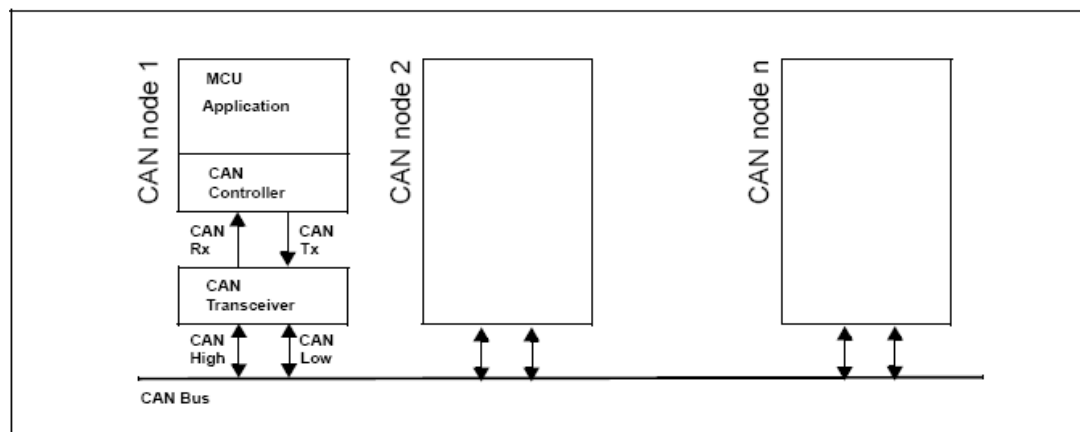 CAN node 1
MCU
Application
CAN
Controller
CAN
Rx
CAN
Tx
CAN
Transceiver
CAN
High
CAN
Low
CAN node 2
CAN node n
CAN Bus